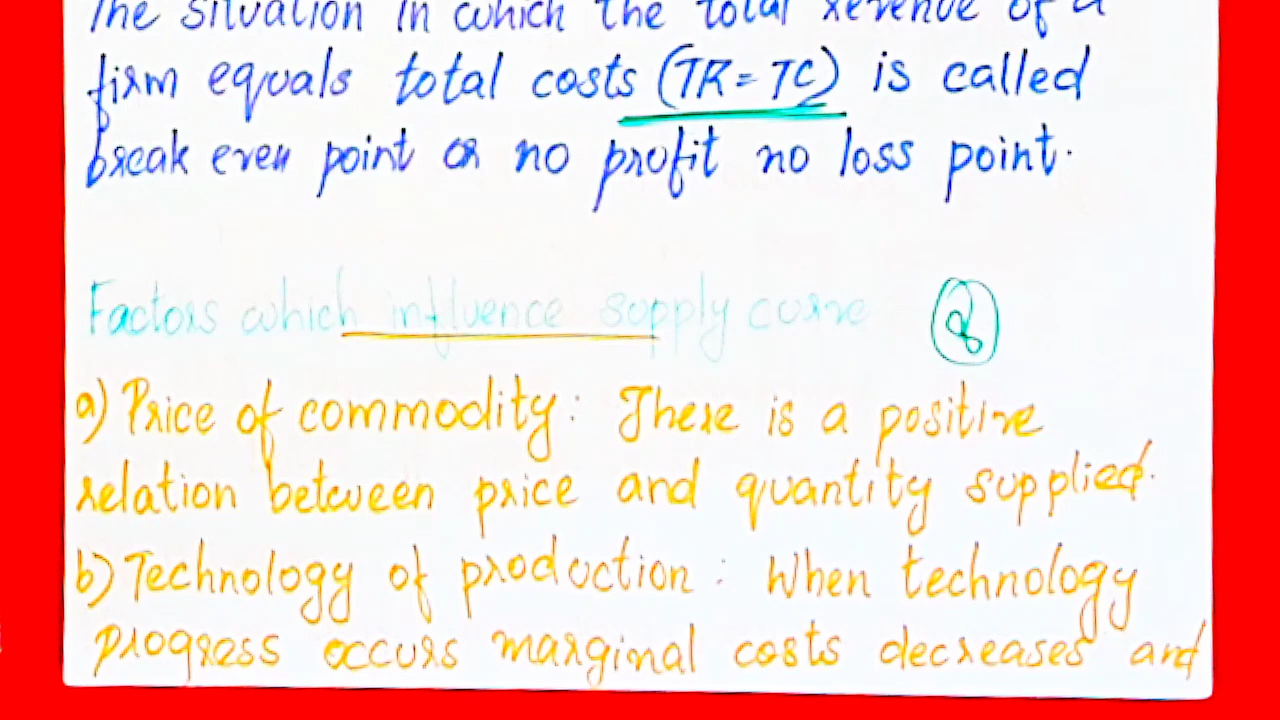 The situation in which the total revenue of a
firm equals total costs (TR = TC) is called
break even point or no profit no loss point.
Factors which influence supply curve
a) Price of commodity: There is a positive
relation between price and quantity supplied.
b) Technology of production: When technology
progress occurs marginal costs decreases and